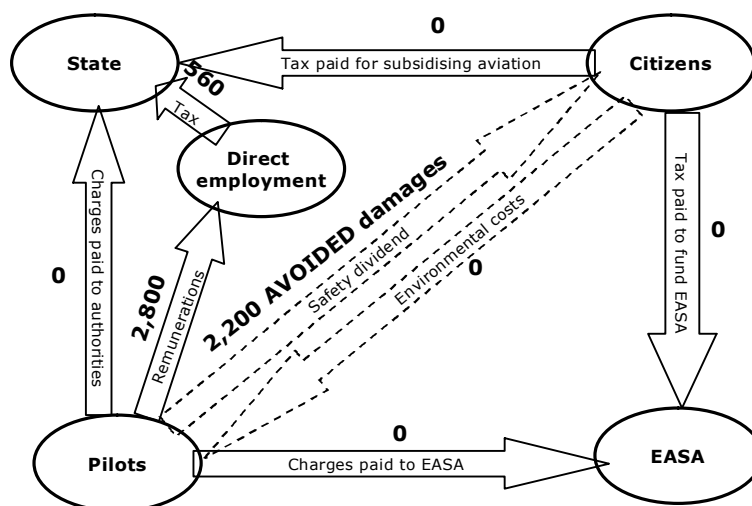 0
State
560
Tax paid for subsidising aviation
Citizens
Tax
Direct
employment
Charges paid to authorities
0
2,800
Remunerations
2,200 AVOIDED damages
Safety dividend
Environmental costs
0
Tax paid to fund EASA
0
Pilots
0
Charges paid to EASA
EASA